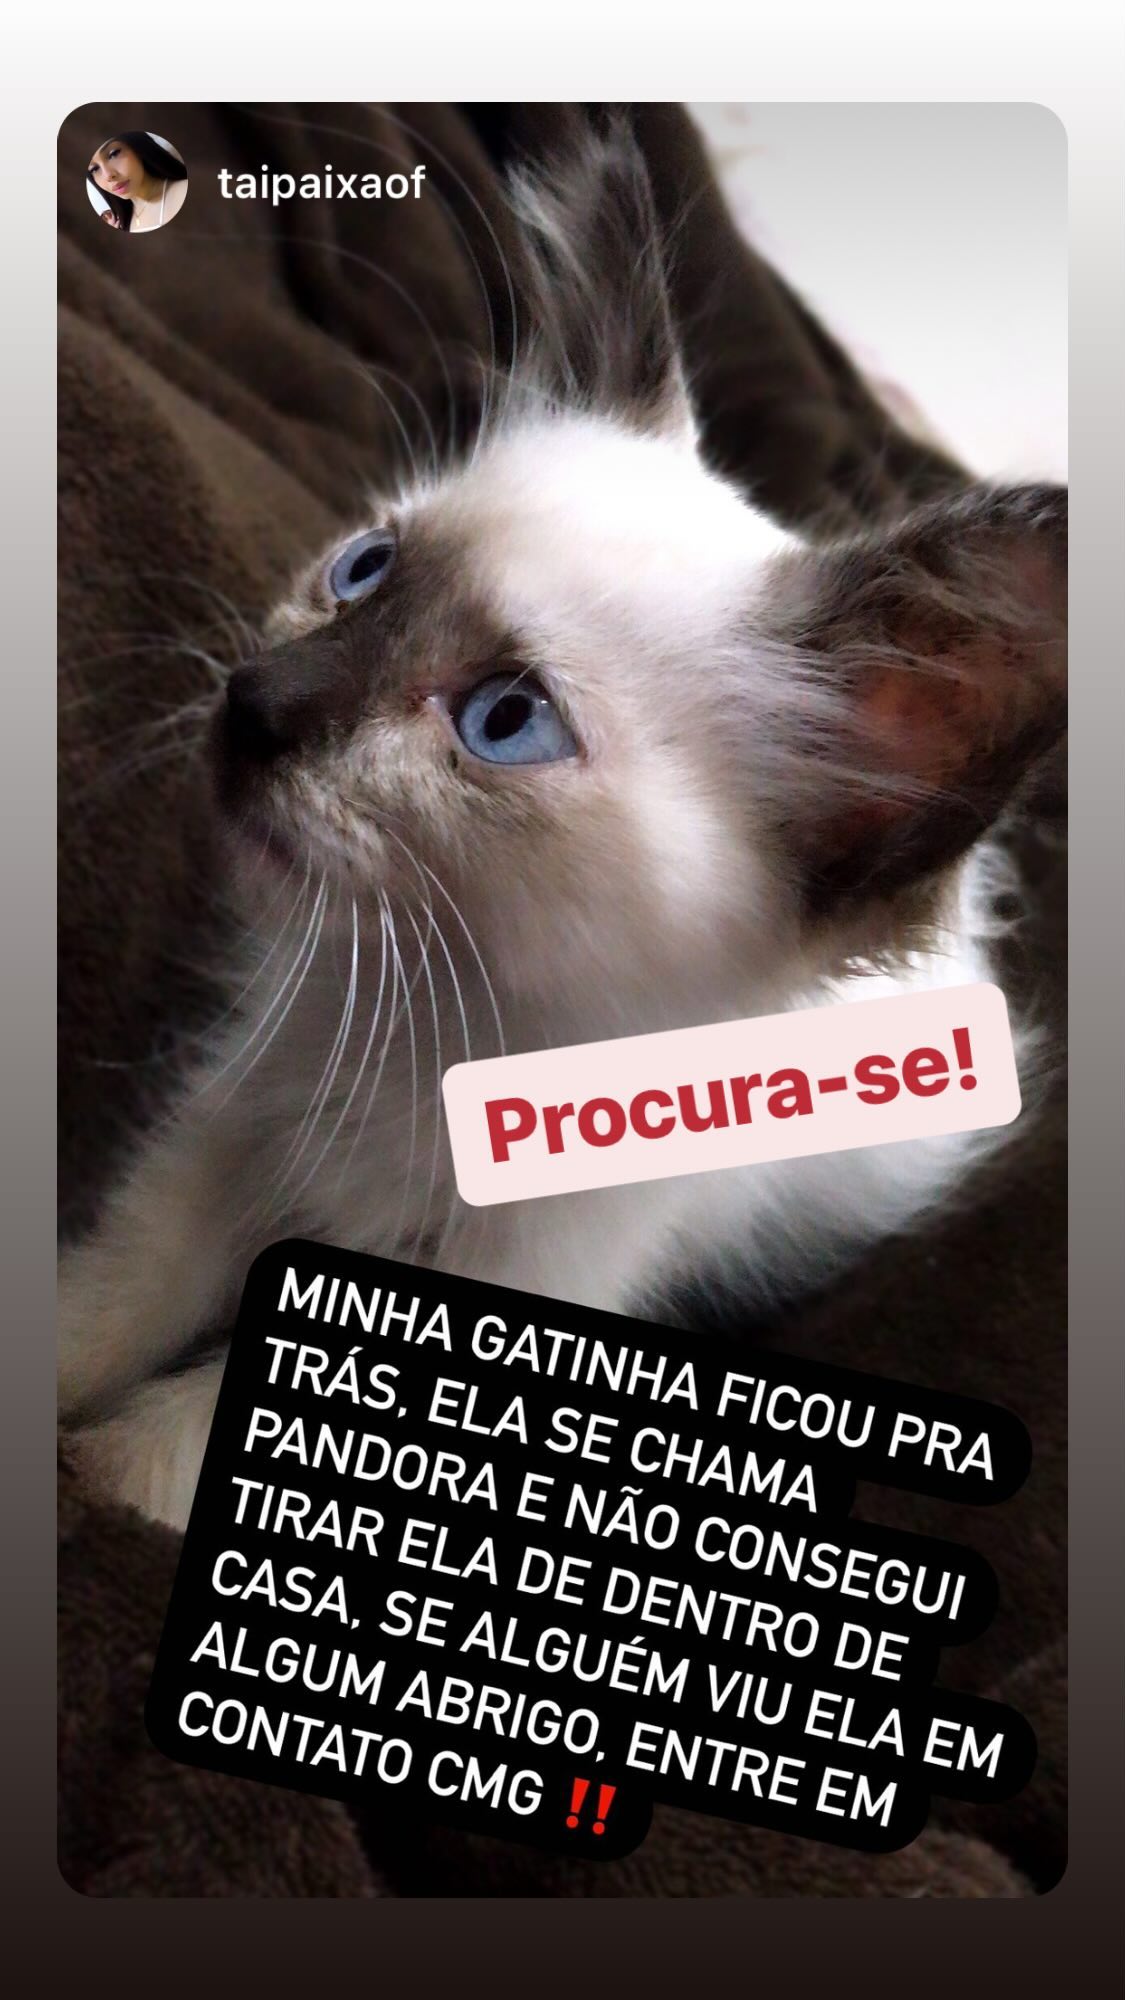 taipaixaof
Procura-se!
MINHA GATINHA FICOU PRA
TRÁS, ELA SE CHAMA
PANDORA E NÃO CONSEGUI
TIRAR ELA DE DENTRO DE
CASA, SE ALGUÉM VIU ELA EM
ALGUM ABRIGO, ENTRE EM
CONTATO CMG ‼️